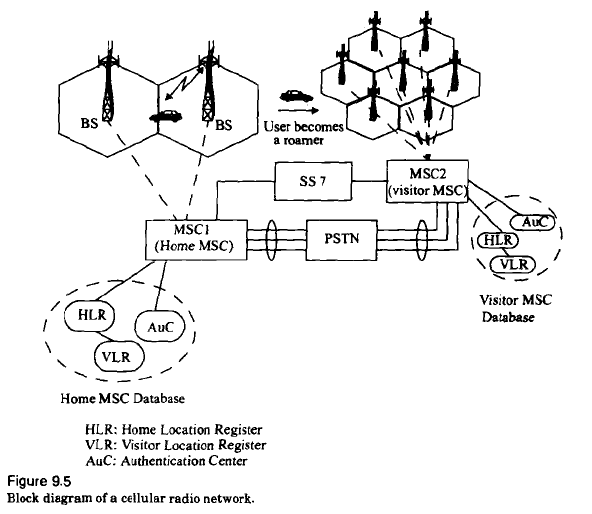 BS
BS
User becomes
a roamer
SS 7
MSC2
(visitor MSC)
MSC1
(Home MSC)
PSTN
AuC
HLR
VLR
Visitor MSC
Database
HLR
AuC
VLR
Home MSC Database
HLR: Home Location Register
VLR: Visitor Location Register
AuC: Authentication Center
Figure 9.5
Block diagram of a cellular radio network.